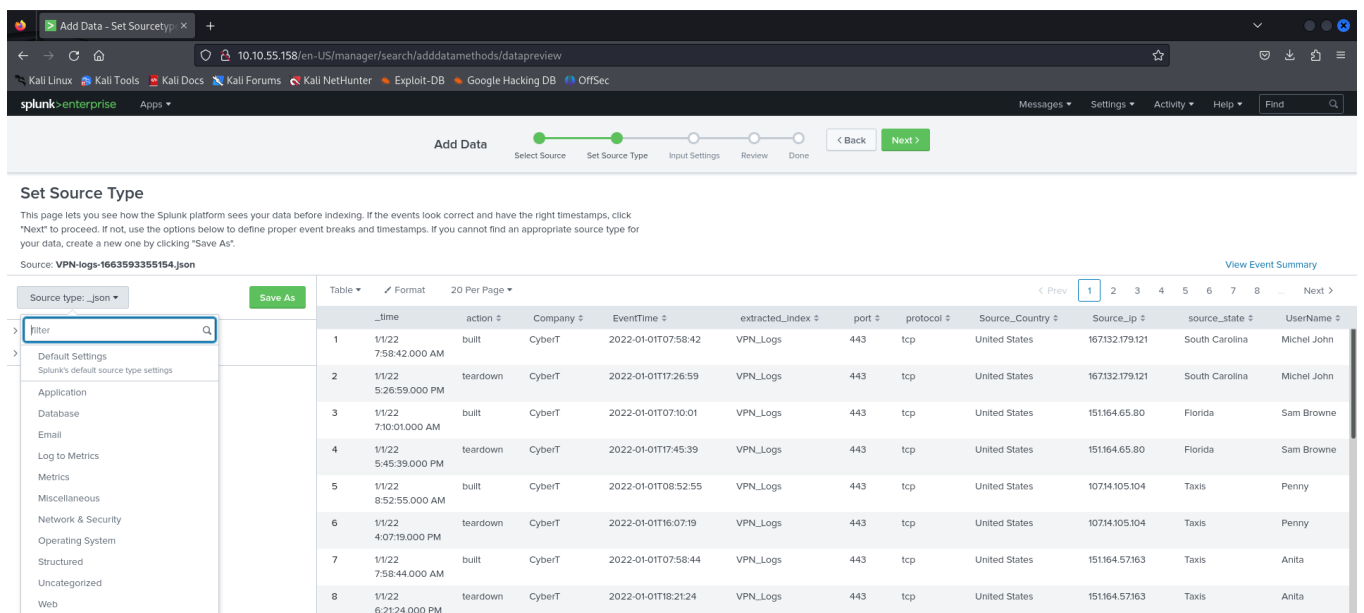 Add Data - Set Sourcetyp
10.10.55.158/en-US/manager/search/adddatamethods/datapreview
Kali Linux Kali Tools Kali Docs Kali Forums Kali NetHunter Exploit-DB Google Hacking DB OffSec
splunk>enterprise Apps Messages Settings Activity Help Find
Add Data Select Source Set Source Type Input Settings Review Done < Back Next >
Set Source Type
This page lets you see how the Splunk platform sees your data before indexing. If the events look correct and have the right timestamps, click
"Next" to proceed. If not, use the options below to define proper event breaks and timestamps. If you cannot find an appropriate source type for
your data, create a new one by clicking "Save As".
Source: VPN-logs-1663593355154.json
View Event Summary
Source type: _json Save As
filter
Default Settings
Splunk's default source type settings
Application
Database
Email
Log to Metrics
Metrics
Miscellaneous
Network & Security
Operating System
Structured
Uncategorized
Web
Table Format 20 Per Page < Prev 1 2 3 4 5 6 7 8 ... Next >
_time action Company EventTime extracted_index port protocol Source_Country Source_ip source_state UserName
1 1/1/22 built CyberT 2022-01-01T07:58:42 VPN_Logs 443 tcp United States 167.132.179.121 South Carolina Michel John
7:58:42.000 AM
2 1/1/22 teardown CyberT 2022-01-01T17:26:59 VPN_Logs 443 tcp United States 167.132.179.121 South Carolina Michel John
5:26:59.000 PM
3 1/1/22 built CyberT 2022-01-01T07:10:01 VPN_Logs 443 tcp United States 151.164.65.80 Florida Sam Browne
7:10:01.000 AM
4 1/1/22 teardown CyberT 2022-01-01T17:45:39 VPN_Logs 443 tcp United States 151.164.65.80 Florida Sam Browne
5:45:39.000 PM
5 1/1/22 built CyberT 2022-01-01T08:52:55 VPN_Logs 443 tcp United States 107.14.105.104 Taxis Penny
8:52:55.000 AM
6 1/1/22 teardown CyberT 2022-01-01T16:07:19 VPN_Logs 443 tcp United States 107.14.105.104 Taxis Penny
4:07:19.000 PM
7 1/1/22 built CyberT 2022-01-01T07:58:44 VPN_Logs 443 tcp United States 151.164.57.163 Taxis Anita
7:58:44.000 AM
8 1/1/22 teardown CyberT 2022-01-01T18:21:24 VPN_Logs 443 tcp United States 151.164.57.163 Taxis Anita
6:21:24.000 PM